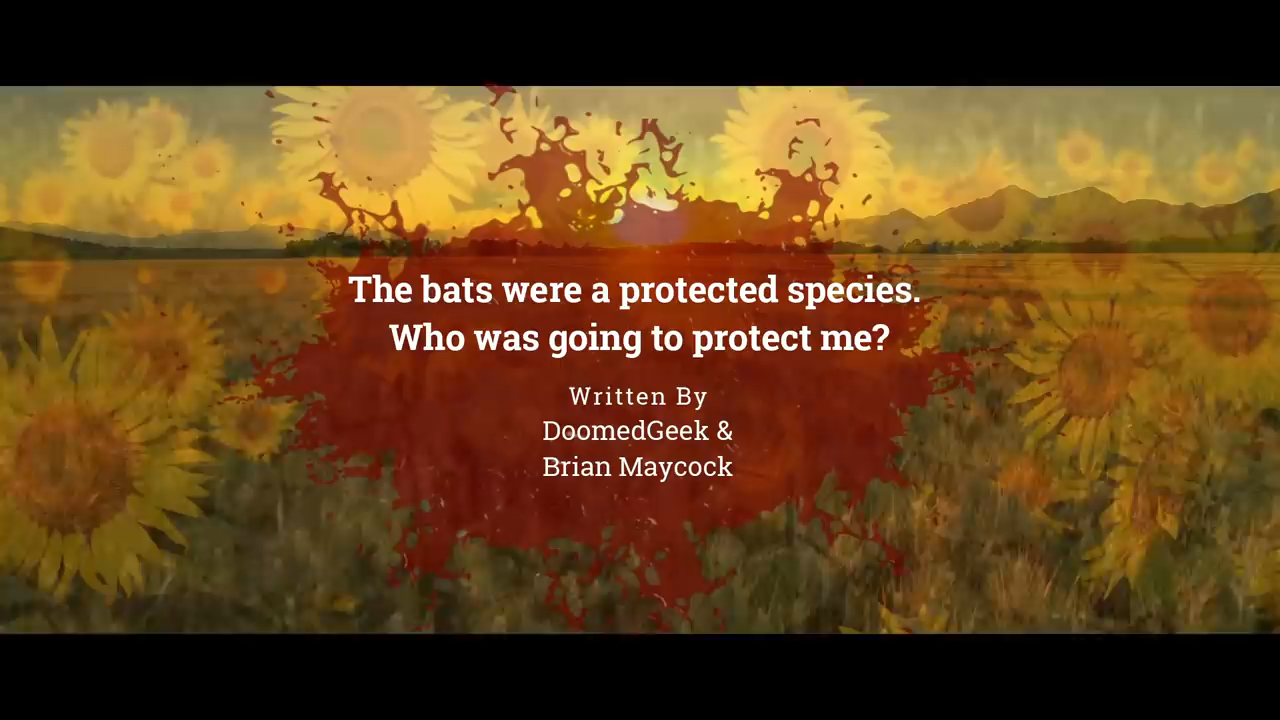 The bats were a protected species.
Who was going to protect me?
Written By
DoomedGeek &
Brian Maycock